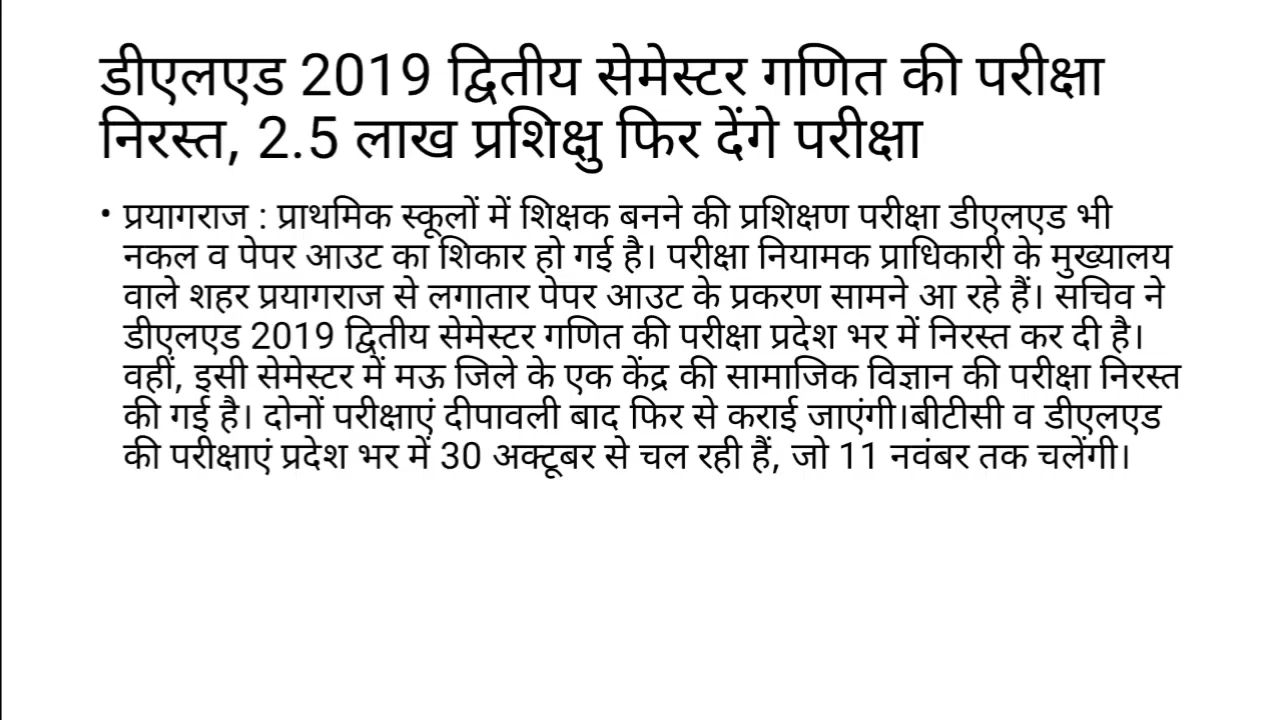 डीएलएड 2019 द्वितीय सेमेस्टर गणित की परीक्षा
निरस्त, 2.5 लाख प्रशिक्षु फिर देंगे परीक्षा
• प्रयागराज : प्राथमिक स्कूलों में शिक्षक बनने की प्रशिक्षण परीक्षा डीएलएड भी
नकल व पेपर आउट का शिकार हो गई है। परीक्षा नियामक प्राधिकारी के मुख्यालय
वाले शहर प्रयागराज से लगातार पेपर आउट के प्रकरण सामने आ रहे हैं। सचिव ने
डीएलएड 2019 द्वितीय सेमेस्टर गणित की परीक्षा प्रदेश भर में निरस्त कर दी है।
वहीं, इसी सेमेस्टर में मऊ जिले के एक केंद्र की सामाजिक विज्ञान की परीक्षा निरस्त
की गई है। दोनों परीक्षाएं दीपावली बाद फिर से कराई जाएंगी।बीटीसी व डीएलएड
की परीक्षाएं प्रदेश भर में 30 अक्टूबर से चल रही हैं, जो 11 नवंबर तक चलेंगी।